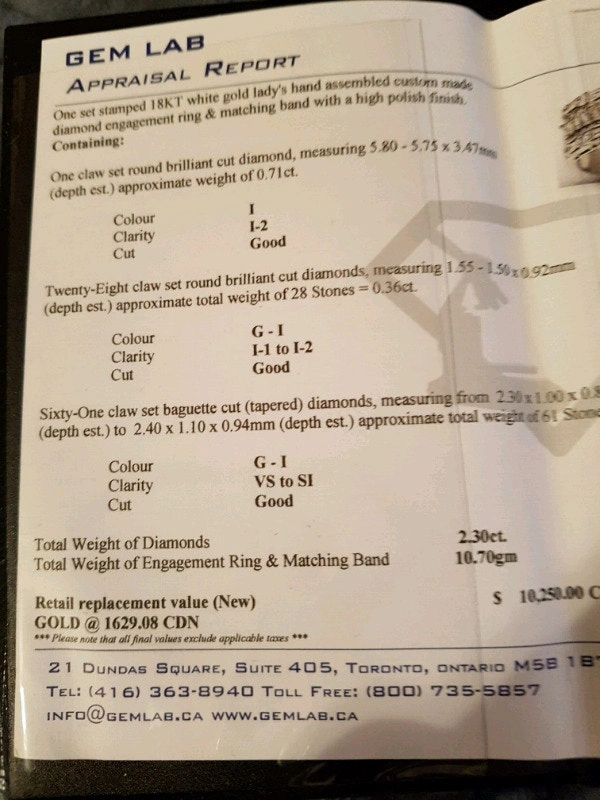 GEM LAB
APPRAISAL REPORT
One set stamped 18KT white gold lady's hand assembled custom made
diamond engagement ring & matching band with a high polish finish.
Containing:
One claw set round brilliant cut diamond, measuring 5.80 - 5.75 x 3.47mm
(depth est.) approximate weight of 0.71ct.
Colour I
Clarity I-2
Cut Good
Twenty-Eight claw set round brilliant cut diamonds, measuring 1.55 - 1.50 x 0.92mm
(depth est.) approximate total weight of 28 Stones = 0.36ct.
Colour G - I
Clarity I-1 to I-2
Cut Good
Sixty-One claw set baguette cut (tapered) diamonds, measuring from 2.30 x 1.00 x
(depth est.) to 2.40 x 1.10 x 0.94mm (depth est.) approximate total weight of 61
Colour G - I
Clarity VS to SI
Cut Good
Total Weight of Diamonds 2.30ct.
Total Weight of Engagement Ring & Matching Band 10.70gm
Retail replacement value (New) $ 10,250.00 C
GOLD @ 1629.08 CDN
*** Please note that all final values exclude applicable taxes ***
21 DUNDAS SQUARE, SUITE 405, TORONTO, ONTARIO M5B
TEL: (416) 363-8940 TOLL FREE: (800) 735-5857
INFO@GEMLAB.CA WWW.GEMLAB.CA